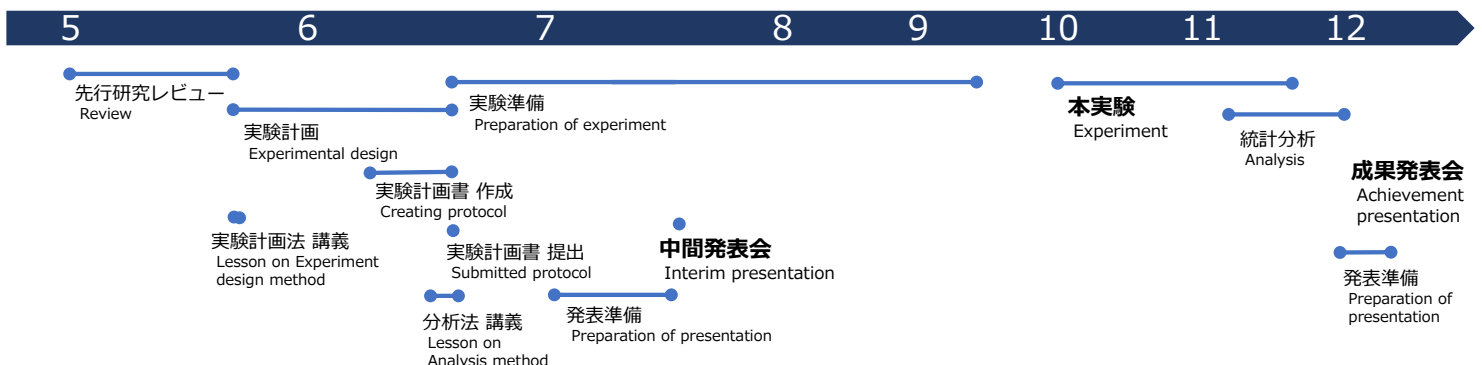 5 6 7 8 9 10 11 12
先行研究レビュー
Review
実験計画
Experimental design
実験計画書 作成
Creating protocol
実験計画法 講義
Lesson on Experiment
design method
実験計画書 提出
Submitted protocol
分析法 講義
Lesson on
Analysis method
実験準備
Preparation of experiment
中間発表会
Interim presentation
発表準備
Preparation of presentation
本実験
Experiment
統計分析
Analysis
成果発表会
Achievement
presentation
発表準備
Preparation of
presentation